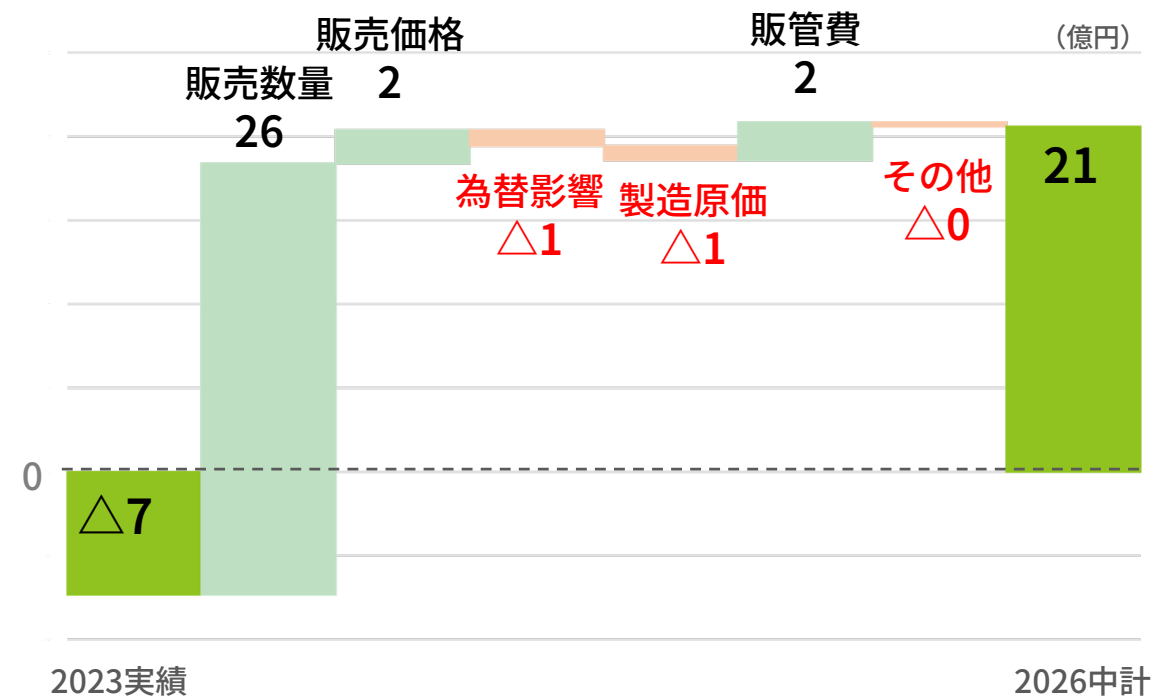 （億円）
販売価格
2
販管費
2
販売数量
26
為替影響
△1
製造原価
△1
その他
△0
21
0
△7
2023実績
2026中計